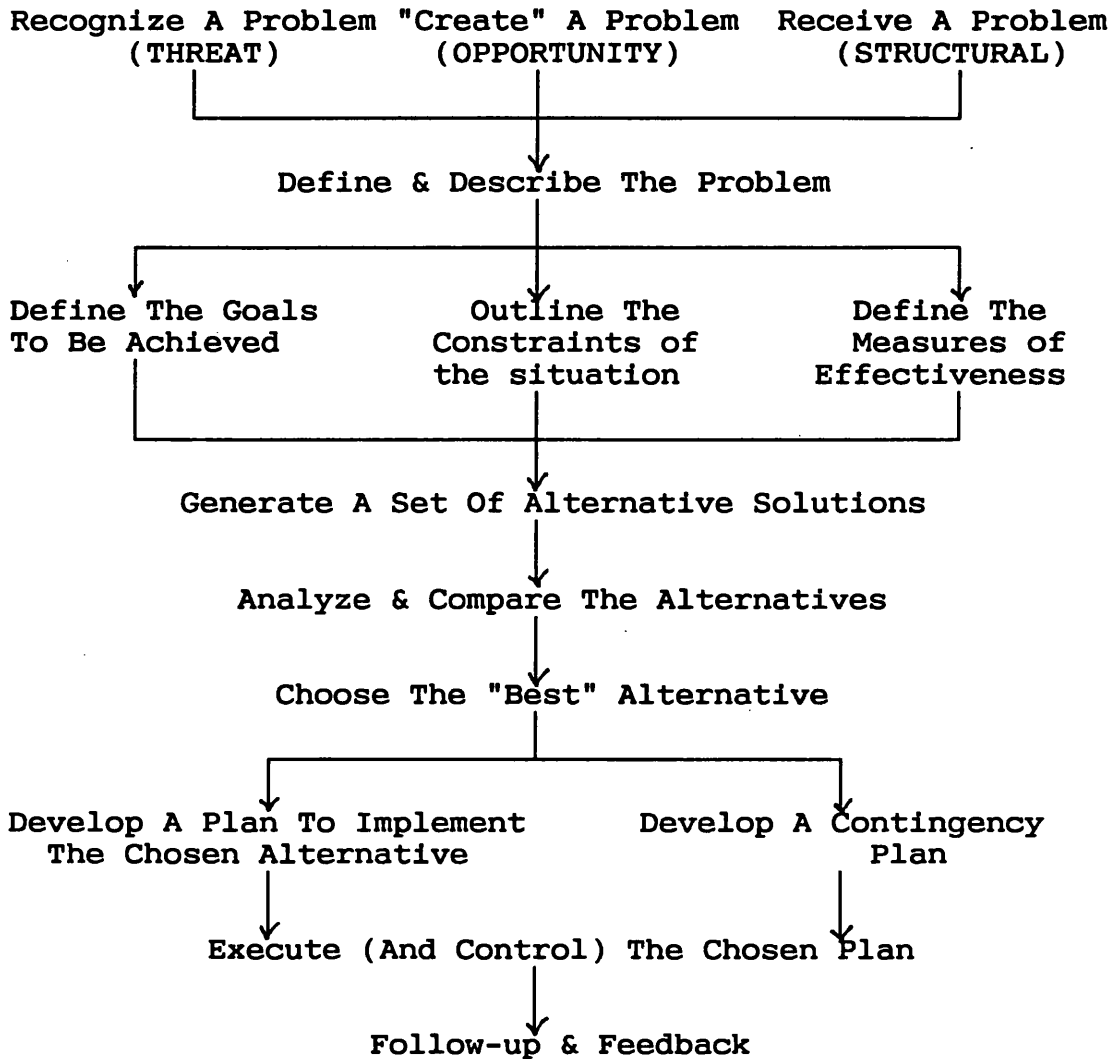 Recognize A Problem "Create" A Problem Receive A Problem
(THREAT) (OPPORTUNITY) (STRUCTURAL)
Define & Describe The Problem
Define The Goals
To Be Achieved
Outline The
Constraints of
the situation
Define The
Measures of
Effectiveness
Generate A Set Of Alternative Solutions
Analyze & Compare The Alternatives
Choose The "Best" Alternative
Develop A Plan To Implement
The Chosen Alternative
Develop A Contingency
Plan
Execute (And Control) The Chosen Plan
Follow-up & Feedback